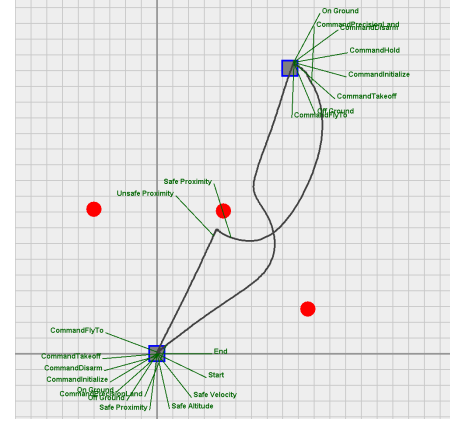 On Ground
CommandPrecisionLand
CommandDisarm
CommandHold
CommandInitialize
CommandTakeoff
Off Ground
CommandFlyTo
Safe Proximity
Unsafe Proximity
CommandFlyTo
End
CommandTakeoff
CommandDisarm
Start
CommandInitialize
On Ground
CommandPrecisionLand
Safe Velocity
Off Ground
Safe Proximity
Safe Altitude